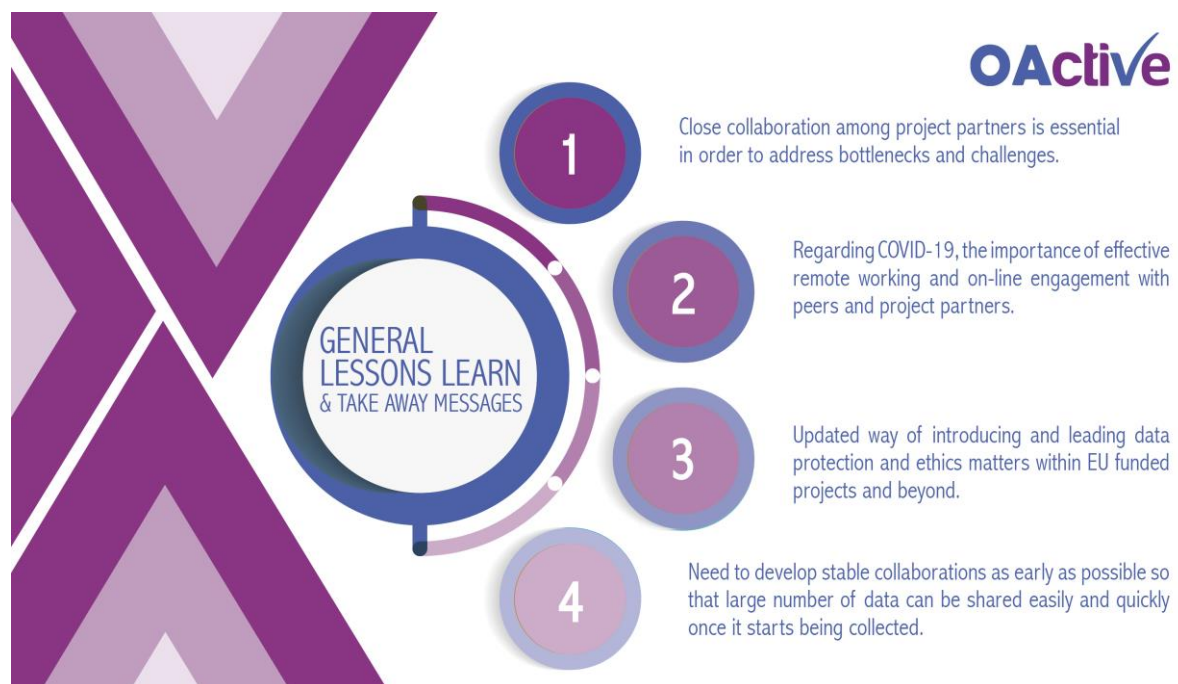 OActive
1
Close collaboration among project partners is essential
in order to address bottlenecks and challenges.
2
Regarding COVID-19, the importance of effective
remote working and on-line engagement with
peers and project partners.
GENERAL
LESSONS LEARN
& TAKE AWAY MESSAGES
3
Updated way of introducing and leading data
protection and ethics matters within EU funded
projects and beyond.
4
Need to develop stable collaborations as early as possible so
that large number of data can be shared easily and quickly
once it starts being collected.